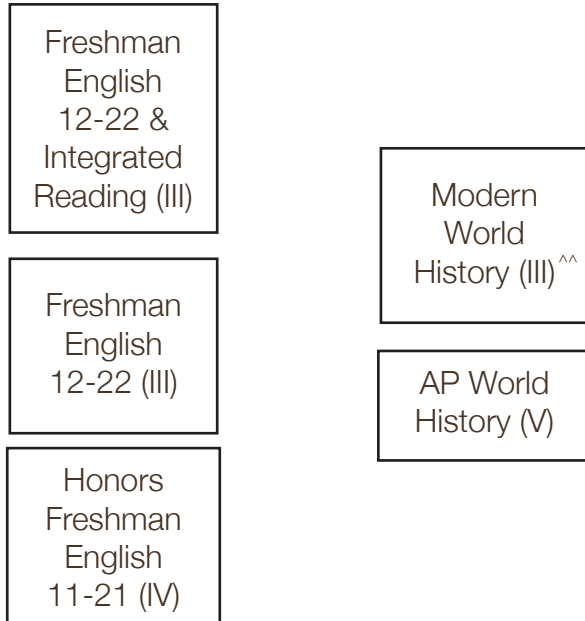 Freshman
English
12-22 &
Integrated
Reading (III)
Freshman
English
12-22 (III)
Honors
Freshman
English
11-21 (IV)
Modern
World
History (III)^^
AP World
History (V)